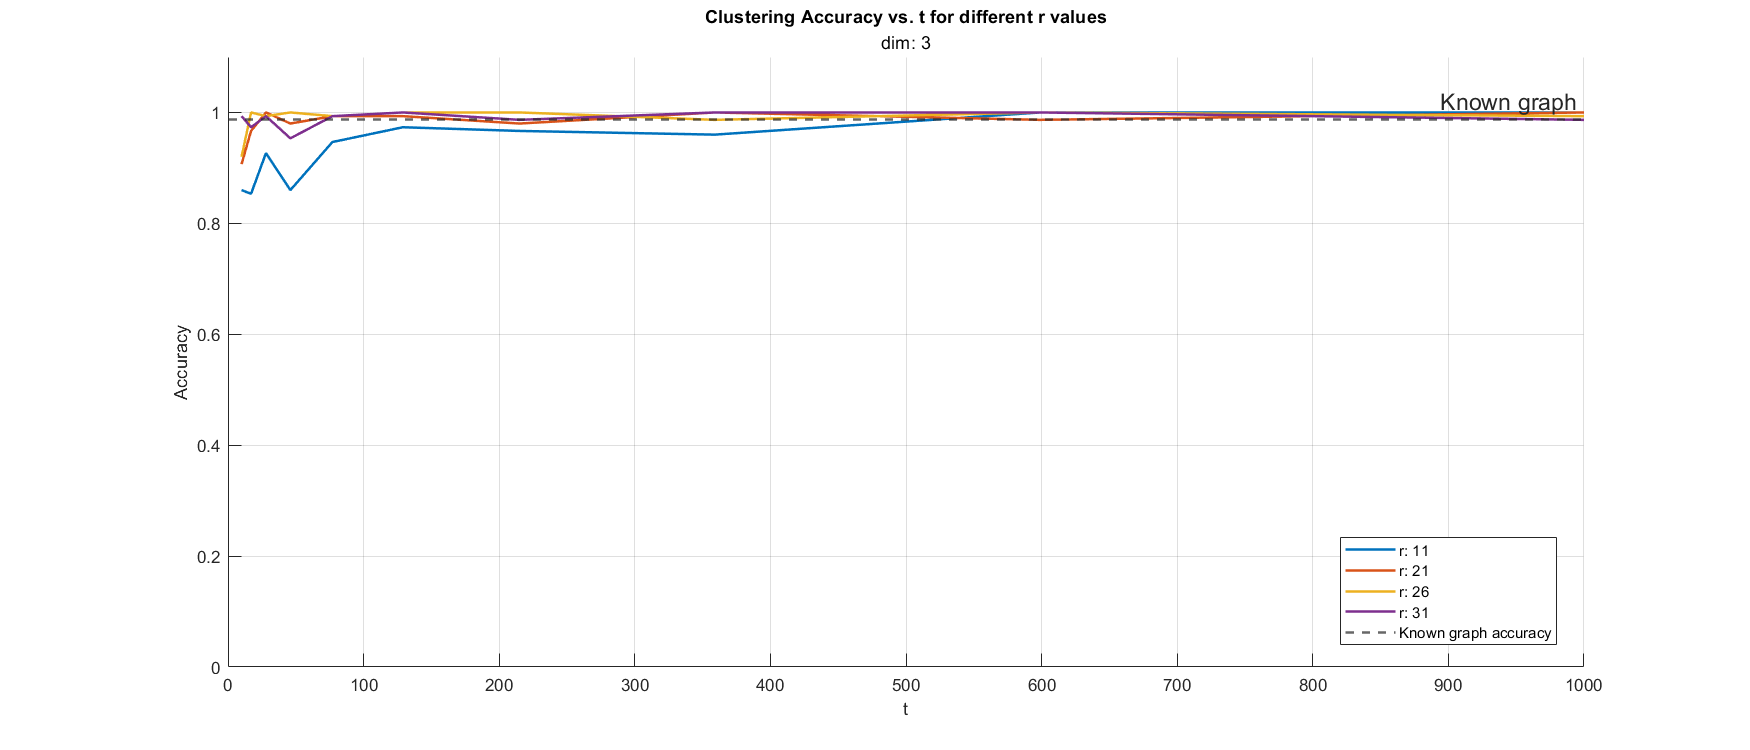 Clustering Accuracy vs. t for different r values
dim: 3
Known graph
1
0.8
0.6
0.4
0.2
0
Accuracy
0 100 200 300 400 500 600 700 800 900 1000
t
r: 11
r: 21
r: 26
r: 31
Known graph accuracy